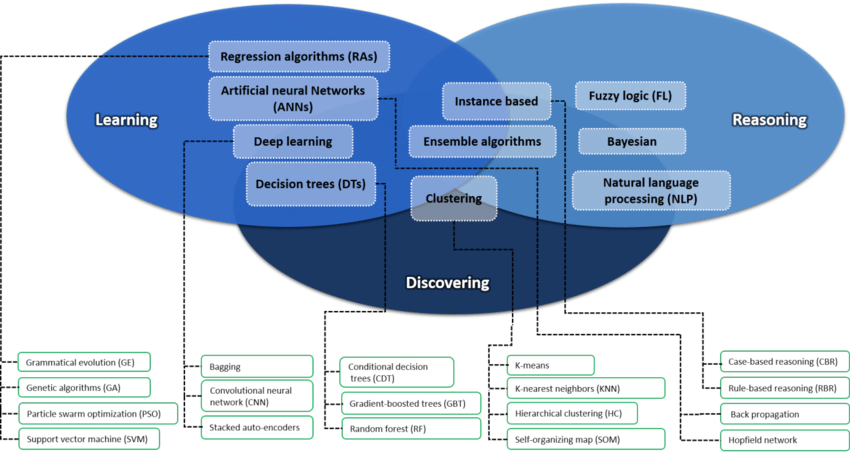 Regression algorithms (RAs)
Artificial neural Networks
(ANNs)
Instance based
Fuzzy logic (FL)
Learning
Reasoning
Deep learning
Ensemble algorithms
Bayesian
Decision trees (DTs)
Clustering
Natural language
processing (NLP)
Discovering
Grammatical evolution (GE)
Genetic algorithms (GA)
Particle swarm optimization (PSO)
Support vector machine (SVM)
Bagging
Convolutional neural
network (CNN)
Stacked auto-encoders
Conditional decision
trees (CDT)
Gradient-boosted trees (GBT)
Random forest (RF)
K-means
K-nearest neighbors (KNN)
Hierarchical clustering (HC)
Self-organizing map (SOM)
Case-based reasoning (CBR)
Rule-based reasoning (RBR)
Back propagation
Hopfield network